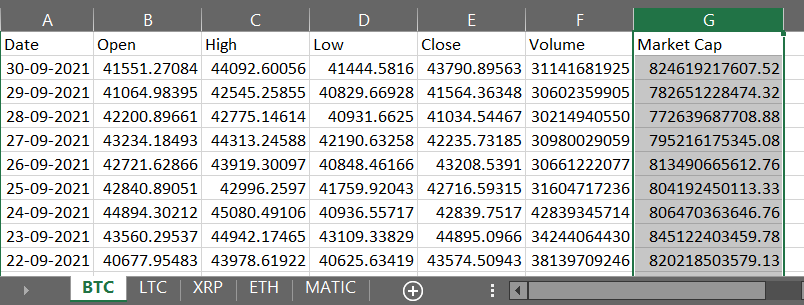 A B C D E F G
Date Open High Low Close Volume Market Cap
30-09-2021 41551.27084 44092.60056 41444.5816 43790.89563 31141681925 824619217607.52
29-09-2021 41064.98395 42545.25855 40829.66928 41564.36348 30602359905 782651228474.32
28-09-2021 42200.89661 42775.14614 40931.6625 41034.54467 30214940550 772639687708.88
27-09-2021 43234.18493 44313.24588 42190.63258 42235.73185 30980029059 795216175345.08
26-09-2021 42721.62866 43919.30097 40848.46166 43208.5391 30661222077 813490665612.76
25-09-2021 42840.89051 42996.2597 41759.92043 42716.59315 31604717236 804192450113.33
24-09-2021 44894.30212 45080.49106 40936.55717 42839.7517 42839345714 806470363646.76
23-09-2021 43560.29537 44942.17465 43109.33829 44895.0966 34244064430 845122403459.78
22-09-2021 40677.95483 43978.61922 40625.63419 43574.50943 38139709246 820218503579.13
BTC LTC XRP ETH MATIC